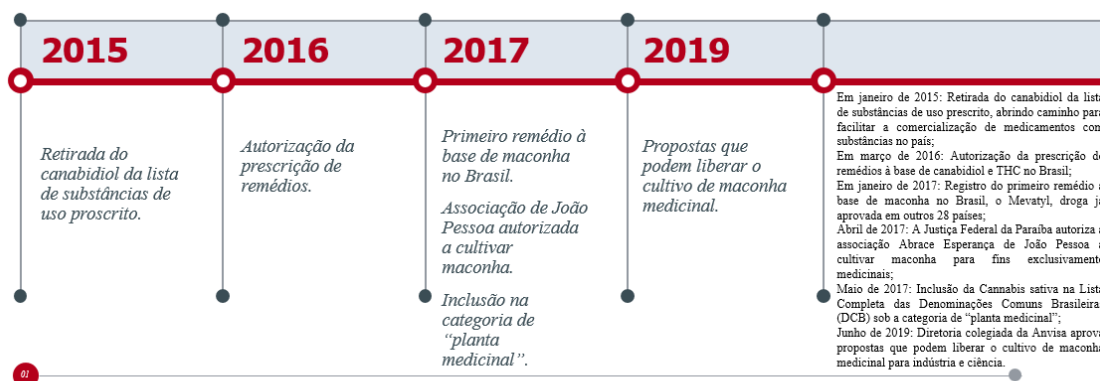 2015
Retirada do
canabidiol da lista
de substâncias de
uso proscrito.
2016
Autorização da
prescrição de
remédios.
2017
Primeiro remédio à
base de maconha
no Brasil.
Associação de João
Pessoa autorizada
a cultivar
maconha.
Inclusão na
categoria de
“planta
medicinal”.
2019
Propostas que
podem liberar o
cultivo de maconha
medicinal.
Em janeiro de 2015: Retirada do canabidiol da lista
de substâncias de uso prescrito, abrindo caminho para
facilitar a comercialização de medicamentos com
substâncias no país;
Em março de 2016: Autorização da prescrição de
remédios à base de canabidiol e THC no Brasil;
Em janeiro de 2017: Registro do primeiro remédio à
base de maconha no Brasil, o Mevatyl, droga já
aprovada em outros 28 países;
Abril de 2017: A Justiça Federal da Paraíba autoriza a
associação Abrace Esperança de João Pessoa a
cultivar maconha para fins exclusivamente
medicinais;
Maio de 2017: Inclusão da Cannabis sativa na Lista
Completa das Denominações Comuns Brasileiras
(DCB) sob a categoria de “planta medicinal”;
Junho de 2019: Diretoria colegiada da Anvisa aprova
propostas que podem liberar o cultivo de maconha
medicinal para indústria e ciência.
01